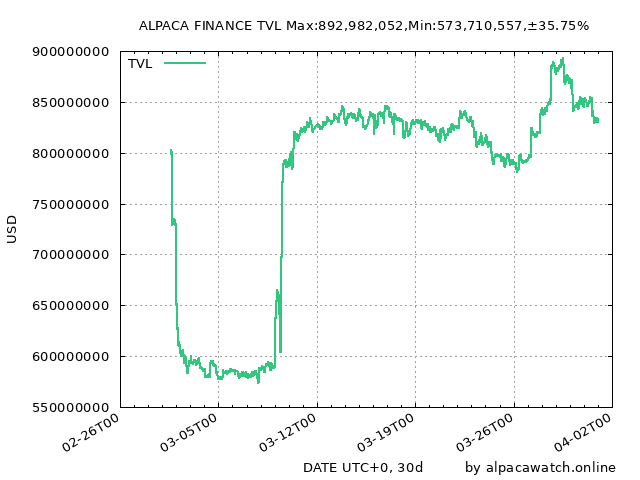 ALPACA FINANCE TVL Max:892,982,052,Min:573,710,557,±35.75%
TVL
900000000
850000000
800000000
750000000
700000000
650000000
600000000
550000000
USD
02-26T00
03-05T00
03-12T00
03-19T00
03-26T00
04-02T00
DATE UTC+0, 30d
by alpacawatch.online